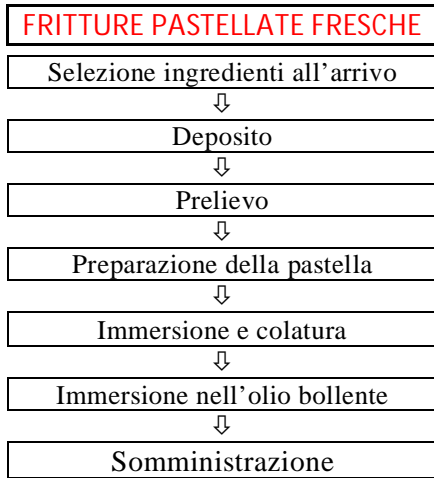 FRITTURE PASTELLATE FRESCHE
Selezione ingredienti all'arrivo
⇩
Deposito
⇩
Prelievo
⇩
Preparazione della pastella
⇩
Immersione e colatura
⇩
Immersione nell'olio bollente
⇩
Somministrazione